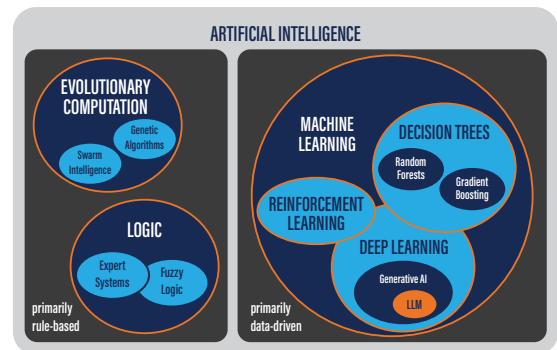 ARTIFICIAL INTELLIGENCE
EVOLUTIONARY
COMPUTATION
Genetic
Algorithms
Swarm
Intelligence
LOGIC
Expert
Systems
Fuzzy
Logic
primarily
rule-based
MACHINE
LEARNING
DECISION TREES
Random
Forests
Gradient
Boosting
REINFORCEMENT
LEARNING
DEEP LEARNING
Generative AI
LLM
primarily
data-driven